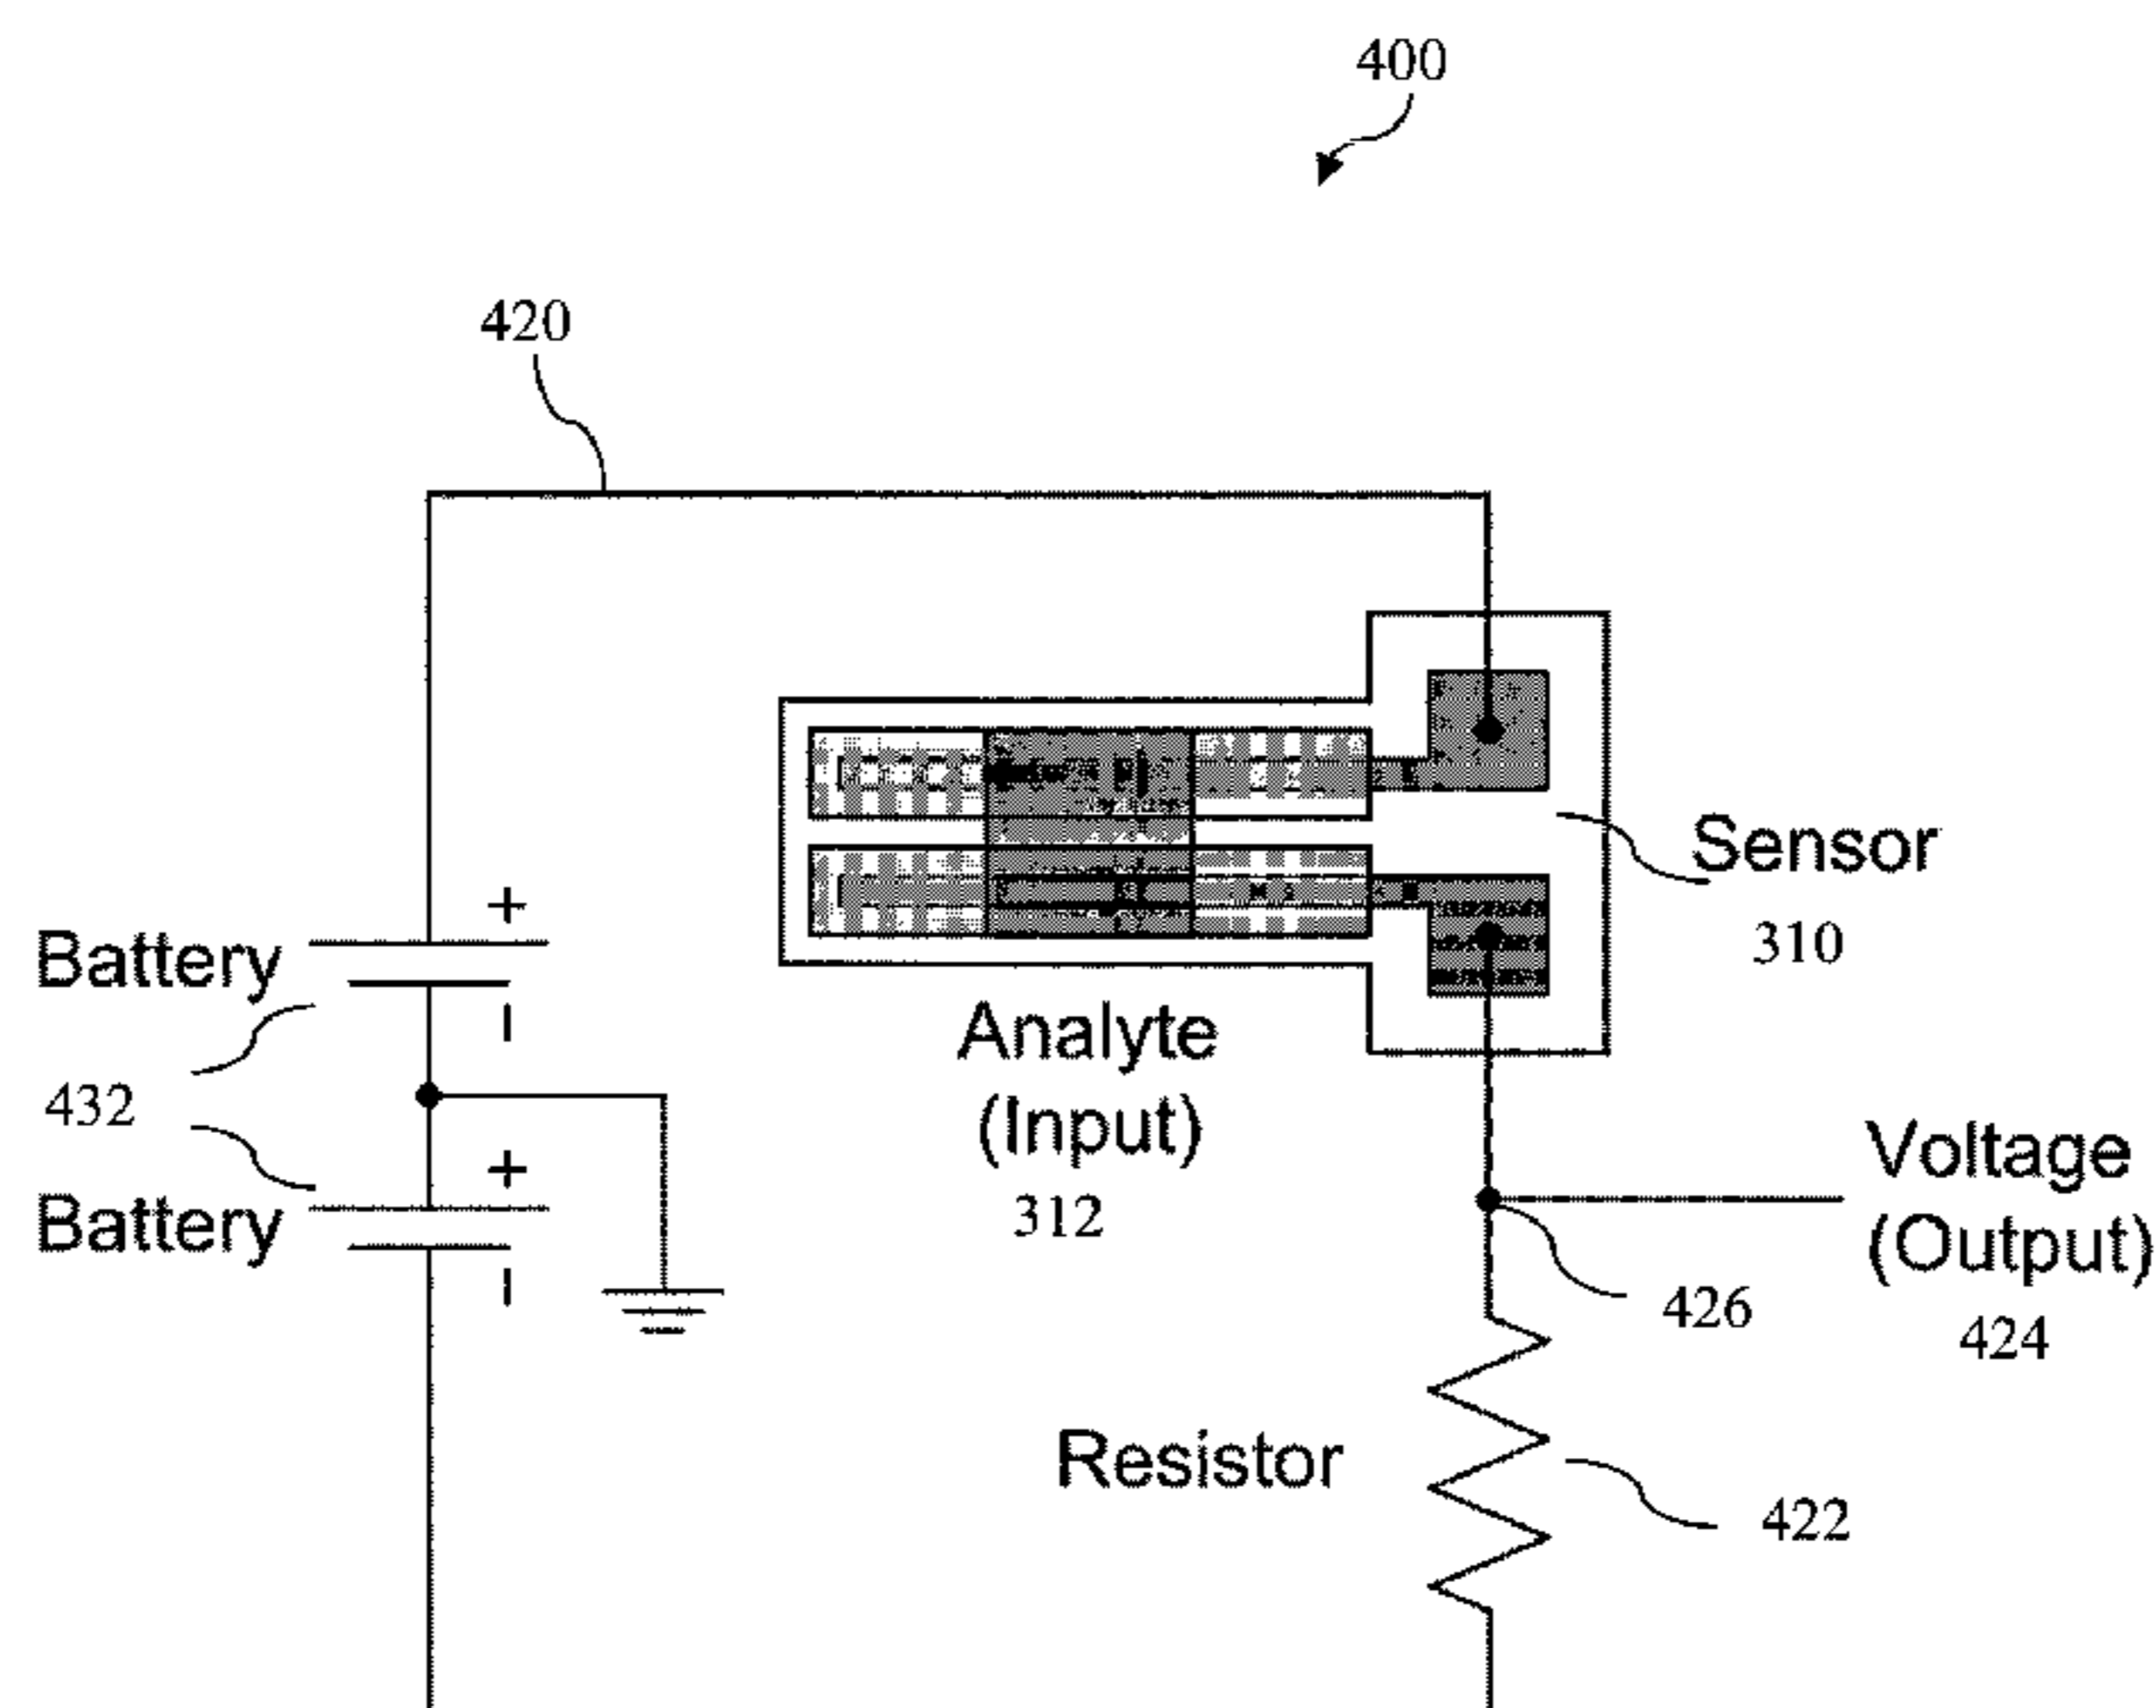 400
420
Sensor
310
+
Battery
−
Analyte
(Input)
312
432
+
Battery
−
Voltage
(Output)
424
426
Resistor
422